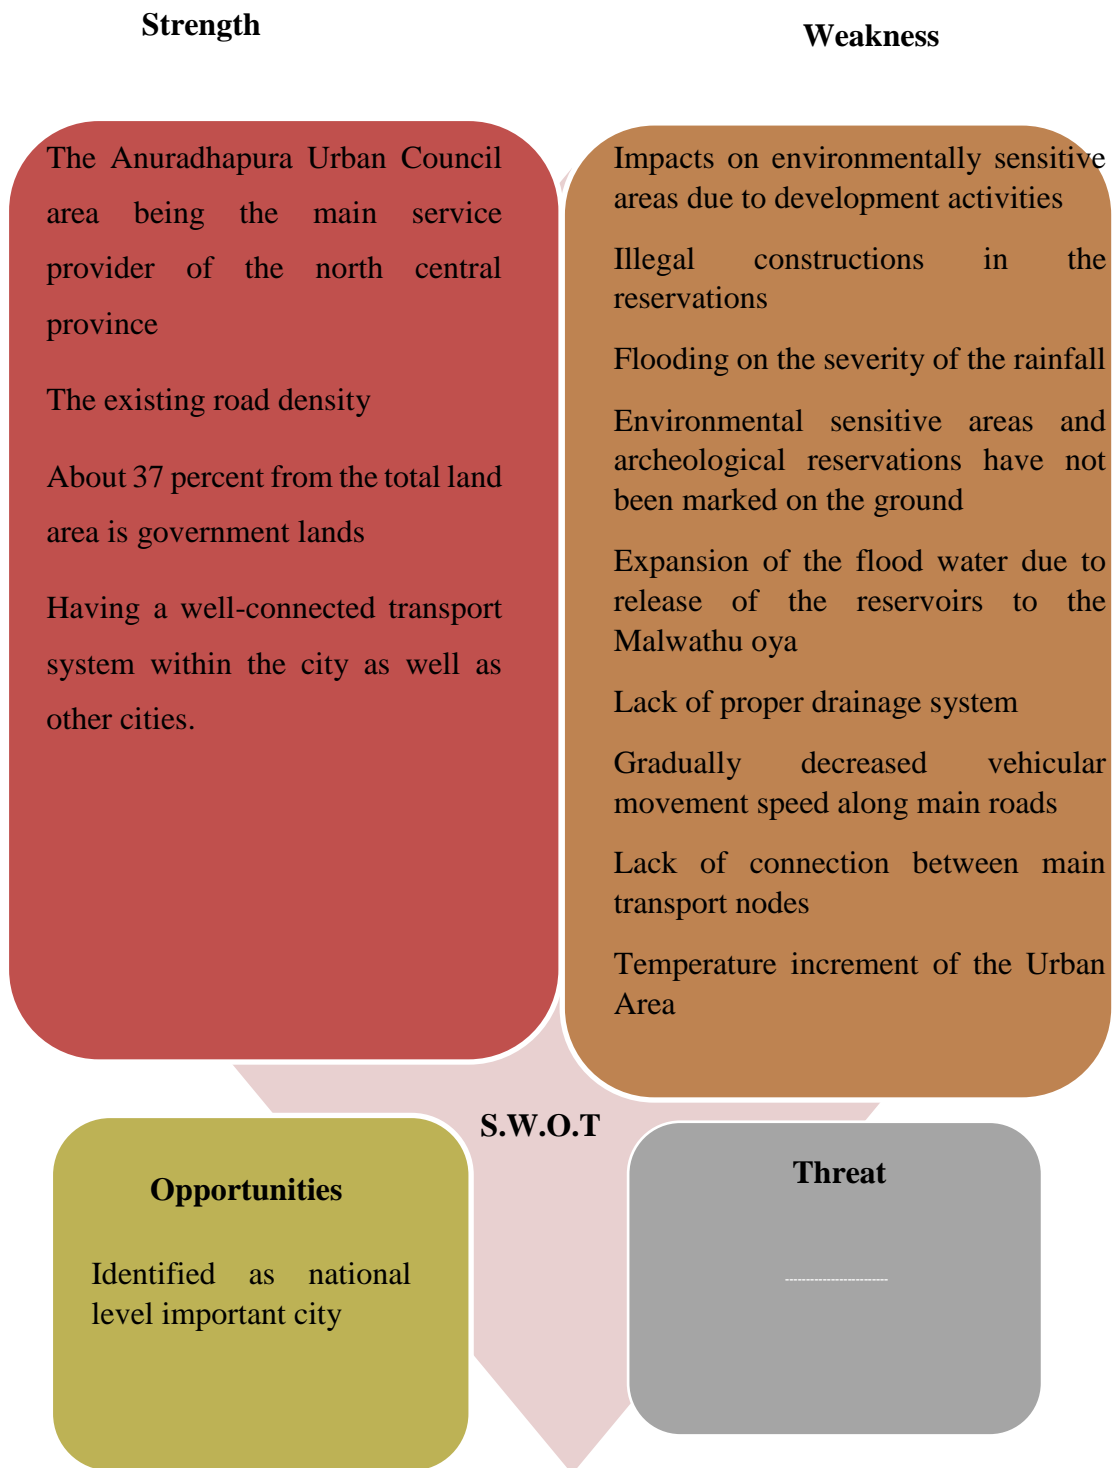 Strength
The Anuradhapura Urban Council
area being the main service
provider of the north central
province
The existing road density
About 37 percent from the total land
area is government lands
Having a well-connected transport
system within the city as well as
other cities.
Weakness
Impacts on environmentally sensitive
areas due to development activities
Illegal constructions in the
reservations
Flooding on the severity of the rainfall
Environmental sensitive areas and
archeological reservations have not
been marked on the ground
Expansion of the flood water due to
release of the reservoirs to the
Malwathu oya
Lack of proper drainage system
Gradually decreased vehicular
movement speed along main roads
Lack of connection between main
transport nodes
Temperature increment of the Urban
Area
S.W.O.T
Opportunities
Identified as national
level important city
Threat
------------------------